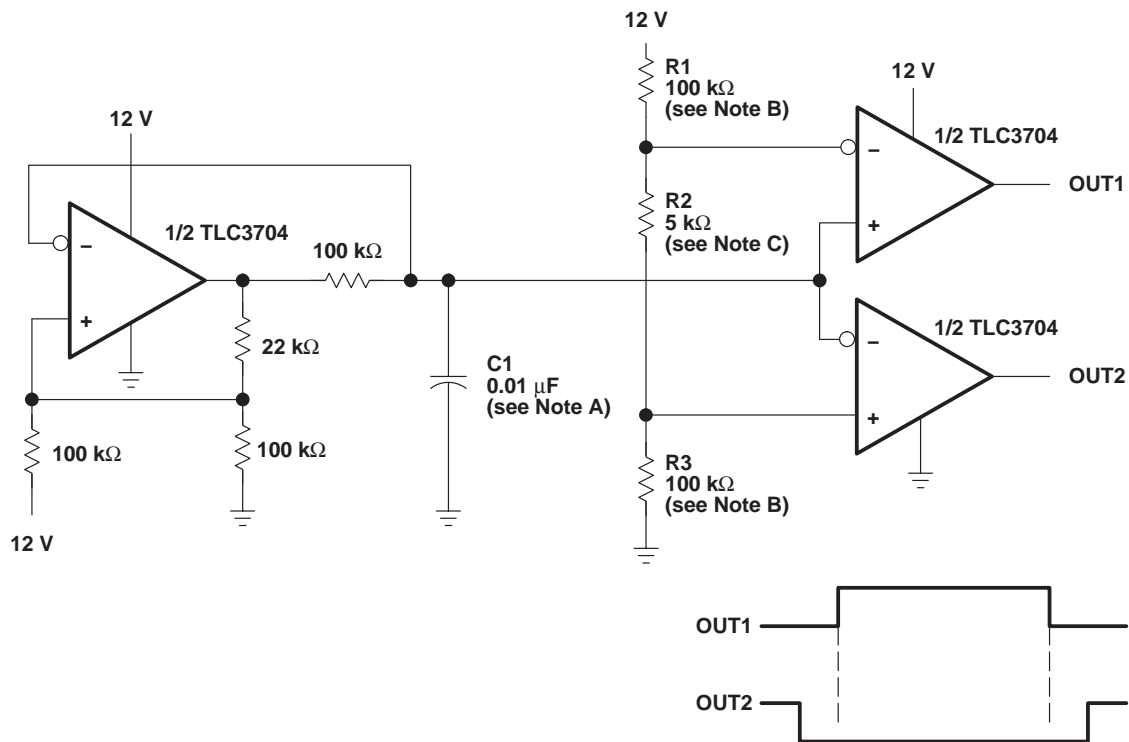 12 V
R1
100 kΩ
(see Note B)
12 V
1/2 TLC3704
−
+
OUT1
12 V
−
+
1/2 TLC3704
100 kΩ
22 kΩ
100 kΩ
100 kΩ
12 V
C1
0.01 μF
(see Note A)
R2
5 kΩ
(see Note C)
1/2 TLC3704
−
+
OUT2
R3
100 kΩ
(see Note B)
OUT1
OUT2